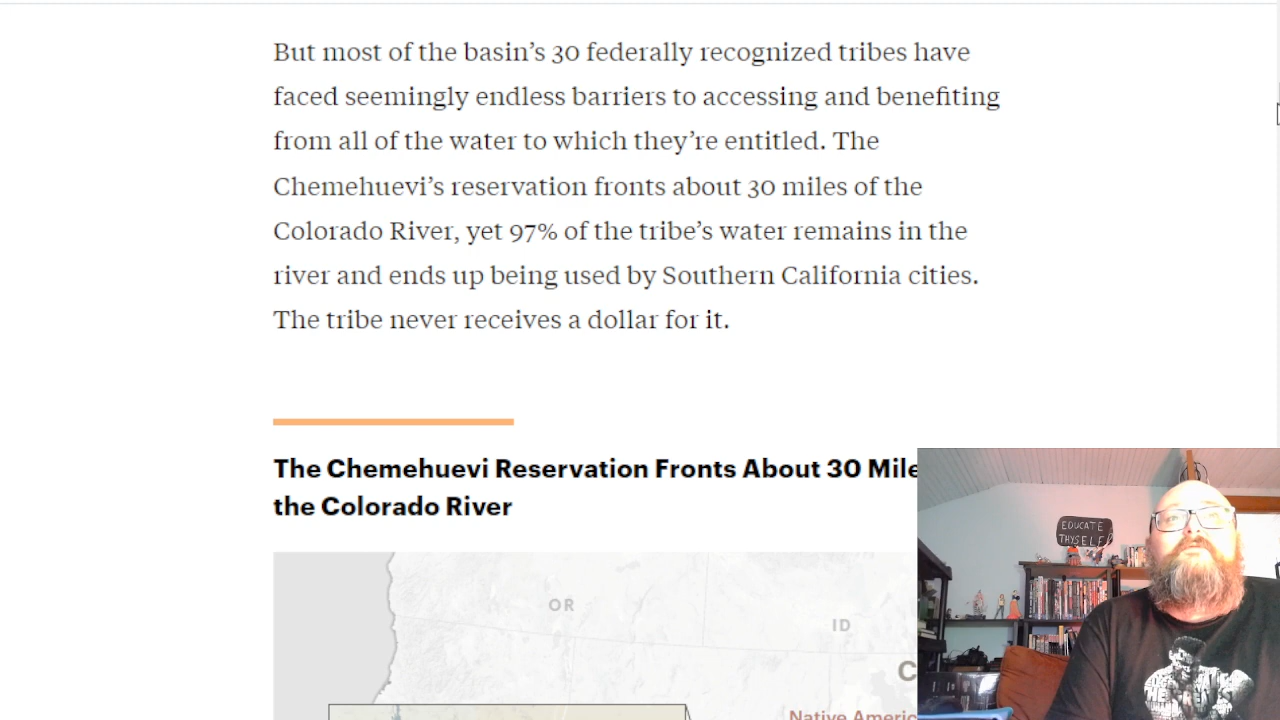 But most of the basin’s 30 federally recognized tribes have
faced seemingly endless barriers to accessing and benefiting
from all of the water to which they’re entitled. The
Chemehuevi’s reservation fronts about 30 miles of the
Colorado River, yet 97% of the tribe’s water remains in the
river and ends up being used by Southern California cities.
The tribe never receives a dollar for it.
The Chemehuevi Reservation Fronts About 30 Mile
the Colorado River
OR
ID
C
Native Americ
EDUCATE
THYSELF